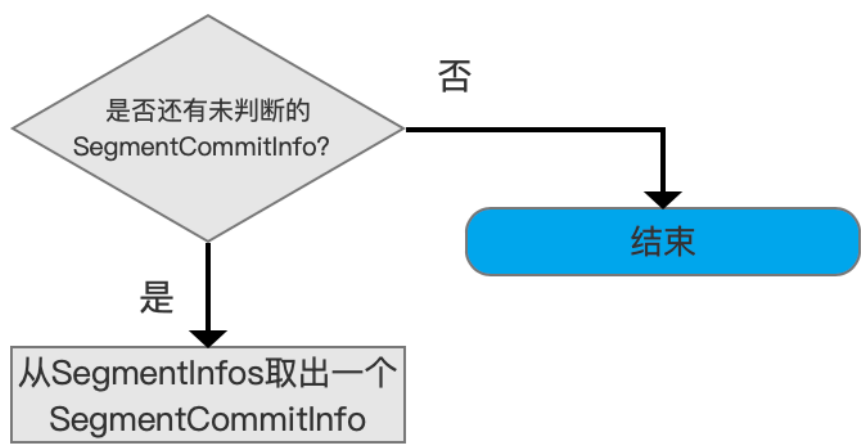 否
是否还有未判断的
SegmentCommitInfo?
结束
是
从SegmentInfos取出一个
SegmentCommitInfo